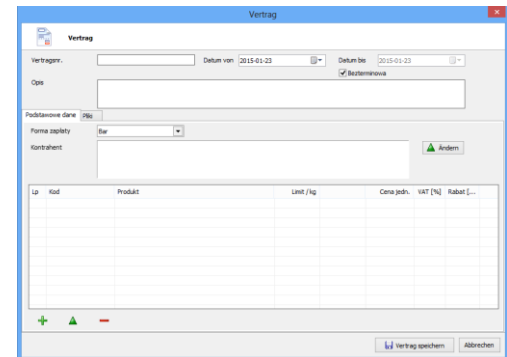 Vertrag
Vertrag
Vertragsnr. Datum von 2015-01-23 Datum bis 2015-01-23
Bezterminowa
Opis
Podstawowe dane Pliki
Forma zapłaty Bar
Kontrahent Ändern
Lp Kod Produkt Limit / kg Cena jedn. VAT [%] Rabat [...
Vertrag speichern Abbrechen